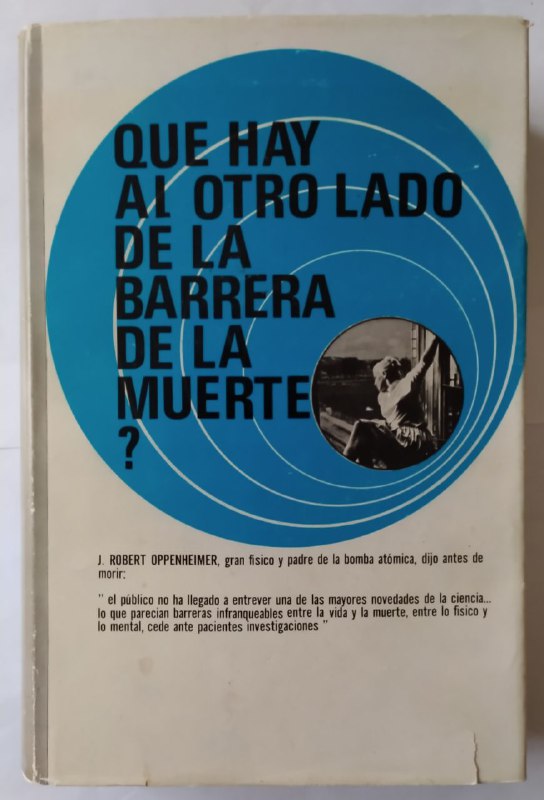 QUE HAY
AL OTRO LADO
DE LA
BARRERA
DE LA
MUERTE
?
J. ROBERT OPPENHEIMER, gran fisico y padre de la bomba atómica, dijo antes de
morir:
" el público no ha llegado a entrever una de las mayores novedades de la ciencia...
lo que parecian barreras infranqueables entre la vida y la muerte, entre lo fisico y
lo mental, cede ante pacientes investigaciones "